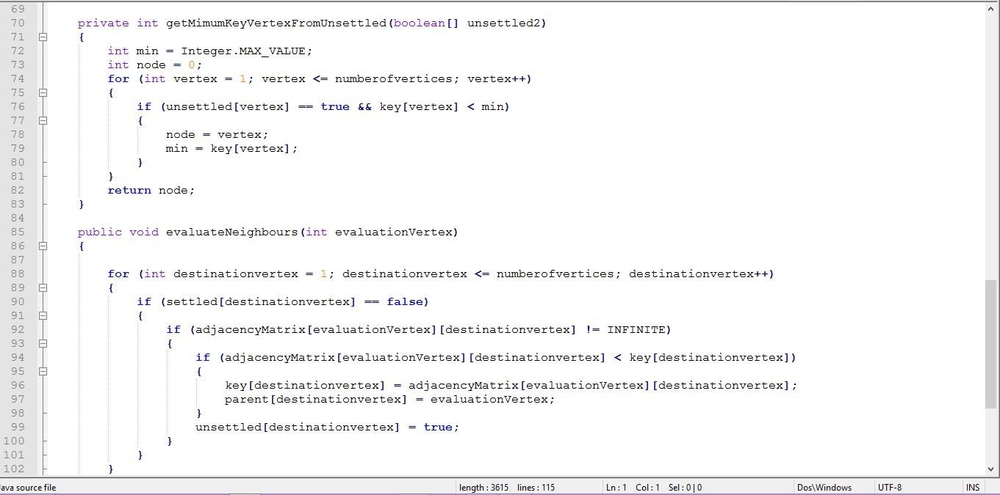 69
70 private int getMimumKeyVertexFromUnsettled(boolean[] unsettled2)
71 {
72 int min = Integer.MAX_VALUE;
73 int node = 0;
74 for (int vertex = 1; vertex <= numberofvertices; vertex++)
75 {
76 if (unsettled[vertex] == true && key[vertex] < min)
77 {
78 node = vertex;
79 min = key[vertex];
80 }
81 }
82 return node;
83 }
84
85 public void evaluateNeighbours(int evaluationVertex)
86 {
87
88 for (int destinationvertex = 1; destinationvertex <= numberofvertices; destinationvertex++)
89 {
90 if (settled[destinationvertex] == false)
91 {
92 if (adjacencyMatrix[evaluationVertex][destinationvertex] != INFINITE)
93 {
94 if (adjacencyMatrix[evaluationVertex][destinationvertex] < key[destinationvertex])
95 {
96 key[destinationvertex] = adjacencyMatrix[evaluationVertex][destinationvertex];
97 parent[destinationvertex] = evaluationVertex;
98 }
99 unsettled[destinationvertex] = true;
100 }
101 }
102 }
ava source file length : 3615 lines : 115 Ln : 1 Col : 1 Sel : 0 | 0 Dos\Windows UTF-8 INS